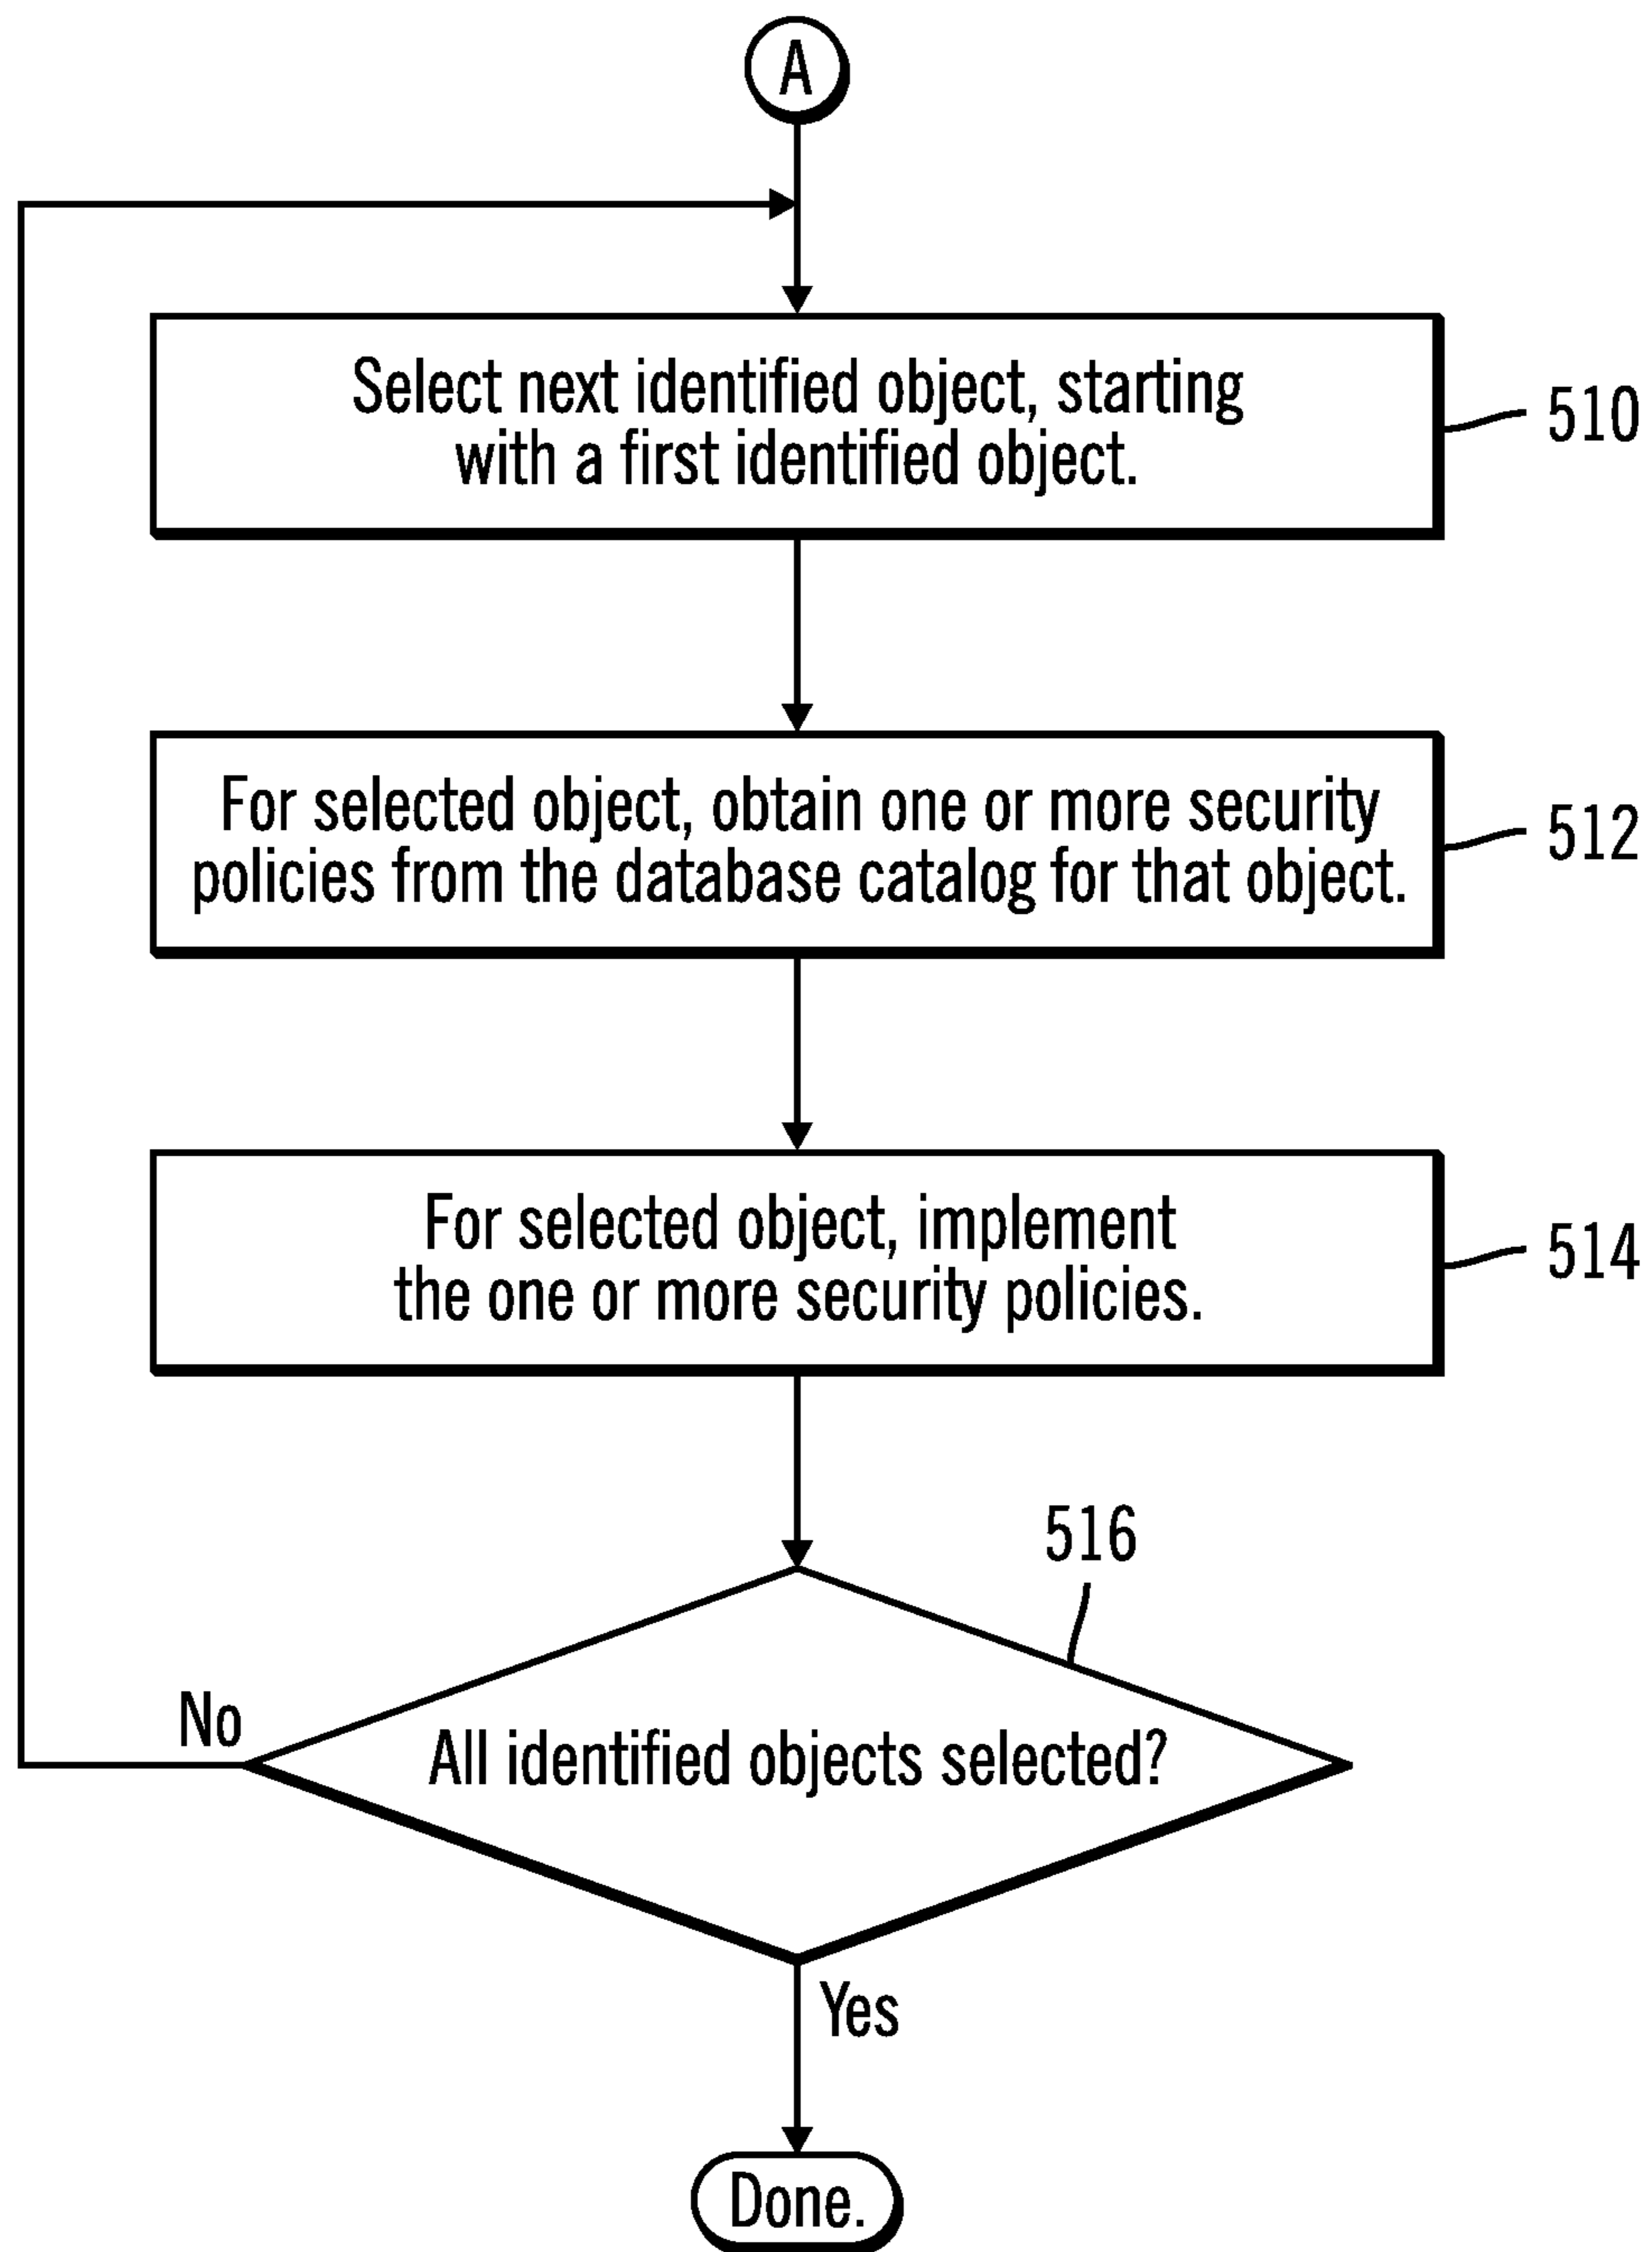 A
Select next identified object, starting
with a first identified object.
510
For selected object, obtain one or more security
policies from the database catalog for that object.
512
For selected object, implement
the one or more security policies.
514
516
No
All identified objects selected?
Yes
Done.